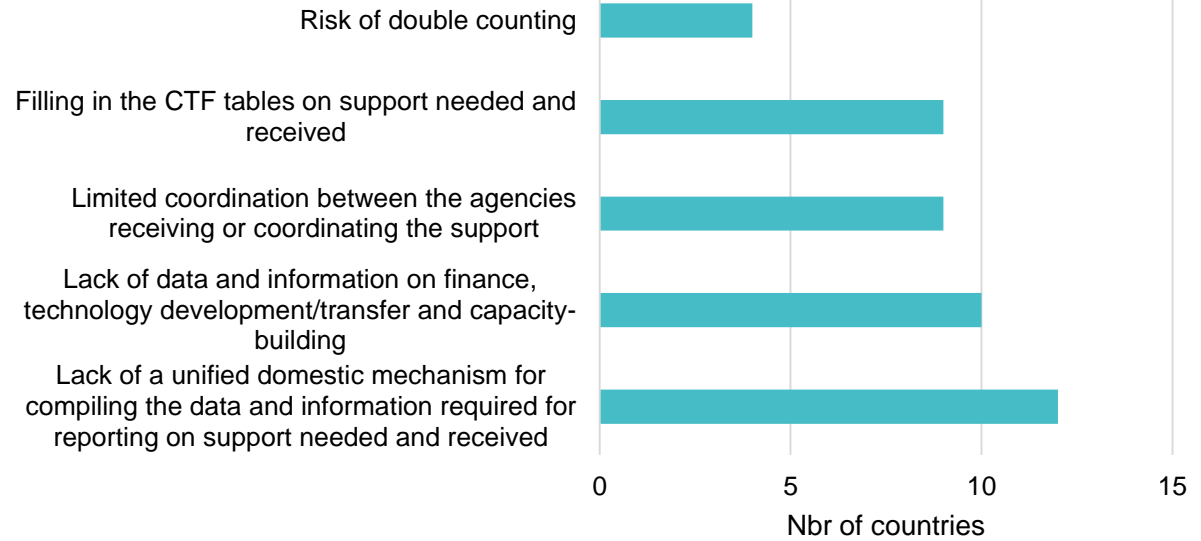 Risk of double counting
Filling in the CTF tables on support needed and
received
Limited coordination between the agencies
receiving or coordinating the support
Lack of data and information on finance,
technology development/transfer and capacity-
building
Lack of a unified domestic mechanism for
compiling the data and information required for
reporting on support needed and received
0 5 10 15
Nbr of countries